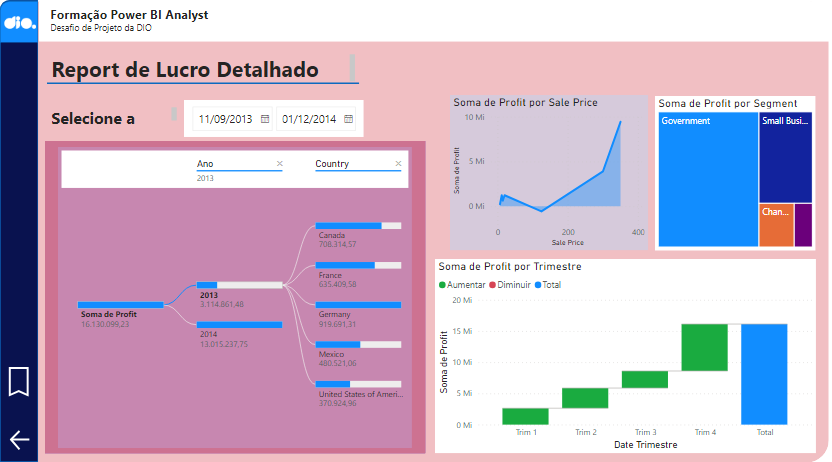 dio.
Formação Power BI Analyst
Desafio de Projeto da DIO
Report de Lucro Detalhado
Selecione a
11/09/2013
01/12/2014
Ano
2013
Country
Soma de Profit
16.130.099,23
2013
3.114.861,48
2014
13.015.237,75
Canada
708.314,57
France
635.409,58
Germany
919.691,31
Mexico
480.521,06
United States of Ameri...
370.924,96
Soma de Profit por Sale Price
Soma de Profit
10 Mi
5 Mi
0 Mi
0
200
400
Sale Price
Soma de Profit por Segment
Government
Small Busi...
Chan...
Soma de Profit por Trimestre
Aumentar
Diminuir
Total
Soma de Profit
20 Mi
15 Mi
10 Mi
5 Mi
0 Mi
Trim 1
Trim 2
Trim 3
Trim 4
Total
Date Trimestre